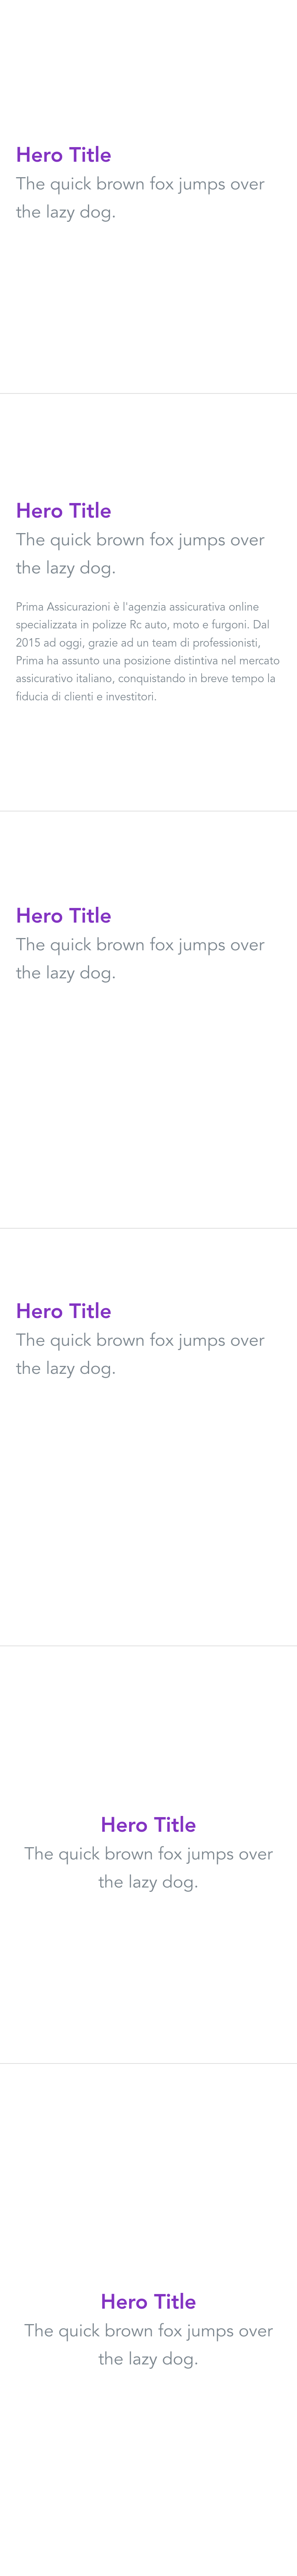 Hero Title
The quick brown fox jumps over
the lazy dog.
Hero Title
The quick brown fox jumps over
the lazy dog.
Prima Assicurazioni è l'agenzia assicurativa online
specializzata in polizze Rc auto, moto e furgoni. Dal
2015 ad oggi, grazie ad un team di professionisti,
Prima ha assunto una posizione distintiva nel mercato
assicurativo italiano, conquistando in breve tempo la
fiducia di clienti e investitori.
Hero Title
The quick brown fox jumps over
the lazy dog.
Hero Title
The quick brown fox jumps over
the lazy dog.
Hero Title
The quick brown fox jumps over
the lazy dog.
Hero Title
The quick brown fox jumps over
the lazy dog.